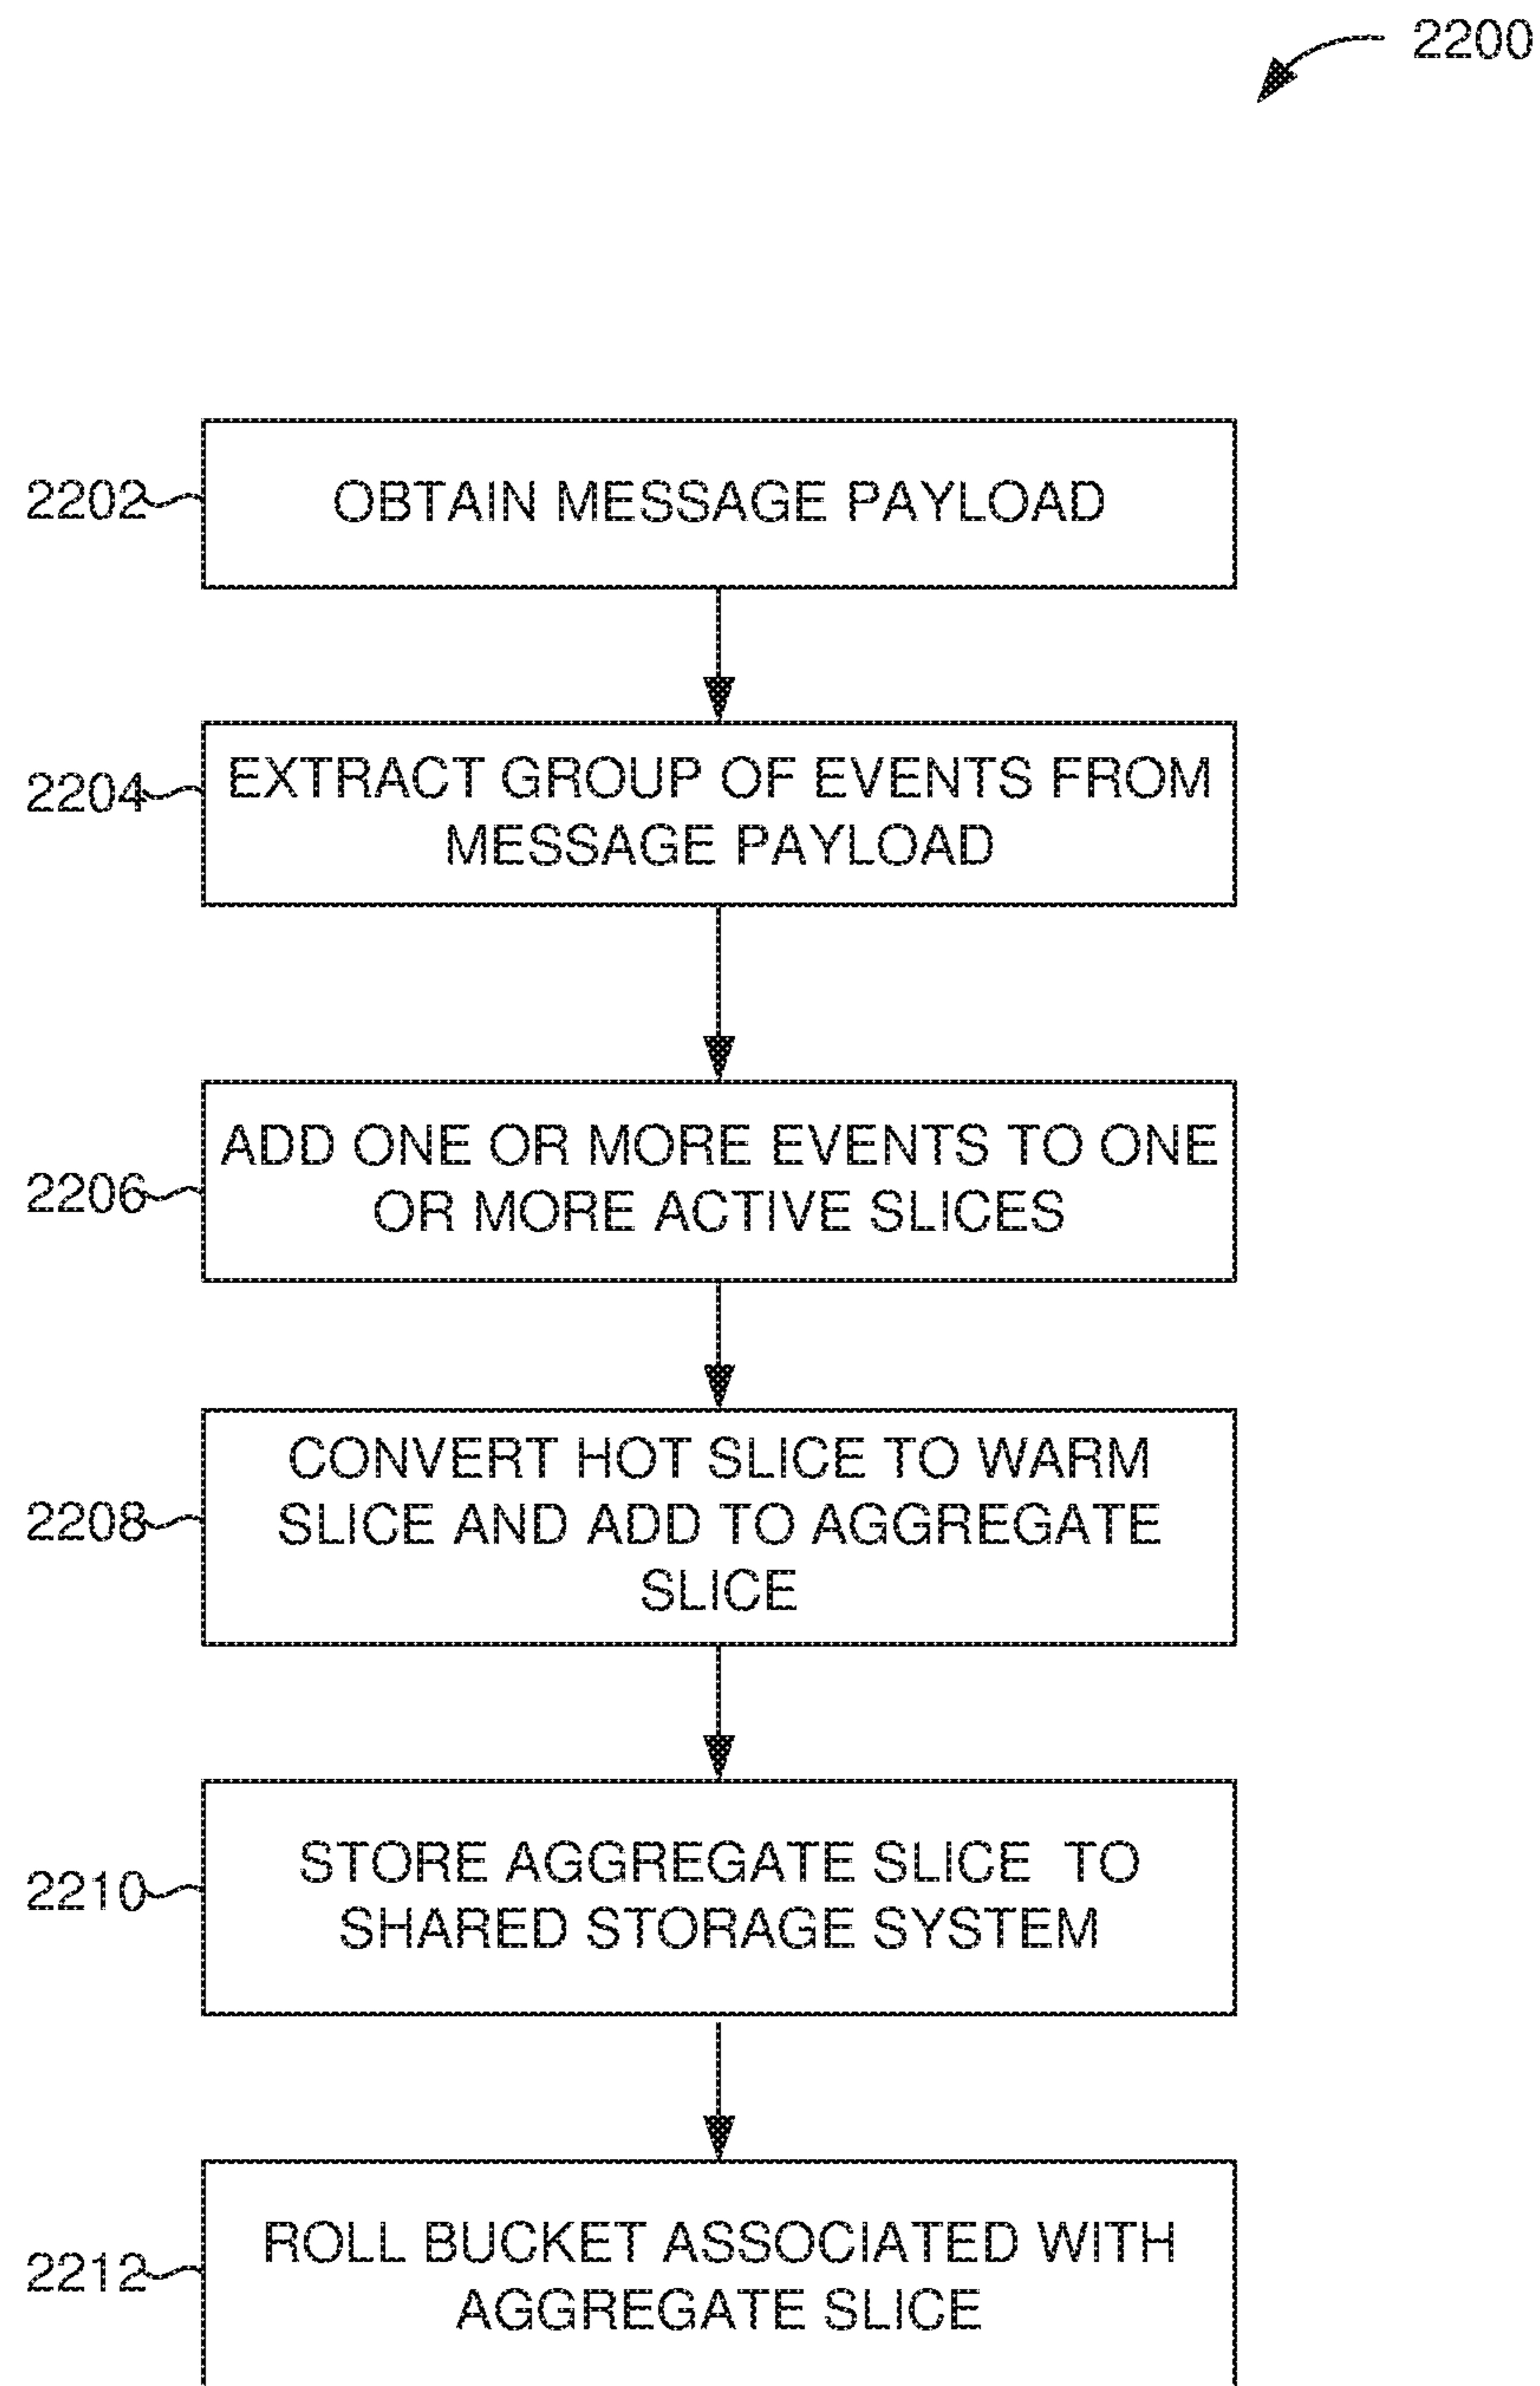 2200
2202
OBTAIN MESSAGE PAYLOAD
2204
EXTRACT GROUP OF EVENTS FROM
MESSAGE PAYLOAD
2206
ADD ONE OR MORE EVENTS TO ONE
OR MORE ACTIVE SLICES
2208
CONVERT HOT SLICE TO WARM
SLICE AND ADD TO AGGREGATE
SLICE
2210
STORE AGGREGATE SLICE TO
SHARED STORAGE SYSTEM
2212
ROLL BUCKET ASSOCIATED WITH
AGGREGATE SLICE